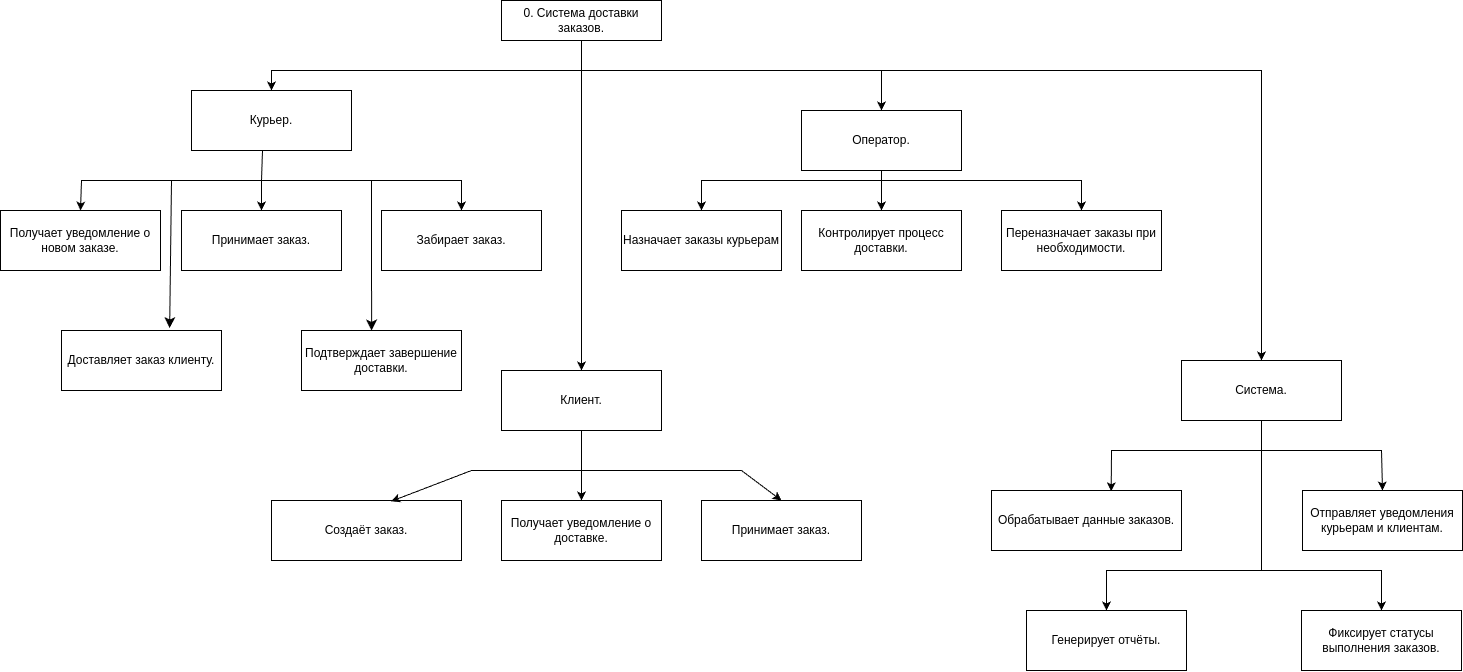 0. Система доставки
заказов.
Курьер.
Оператор.
Получает уведомление о
новом заказе.
Принимает заказ.
Забирает заказ.
Назначает заказы курьерам
Контролирует процесс
доставки.
Переназначает заказы при
необходимости.
Доставляет заказ клиенту.
Подтверждает завершение
доставки.
Клиент.
Система.
Создаёт заказ.
Получает уведомление о
доставке.
Принимает заказ.
Обрабатывает данные заказов.
Отправляет уведомления
курьерам и клиентам.
Генерирует отчёты.
Фиксирует статусы
выполнения заказов.